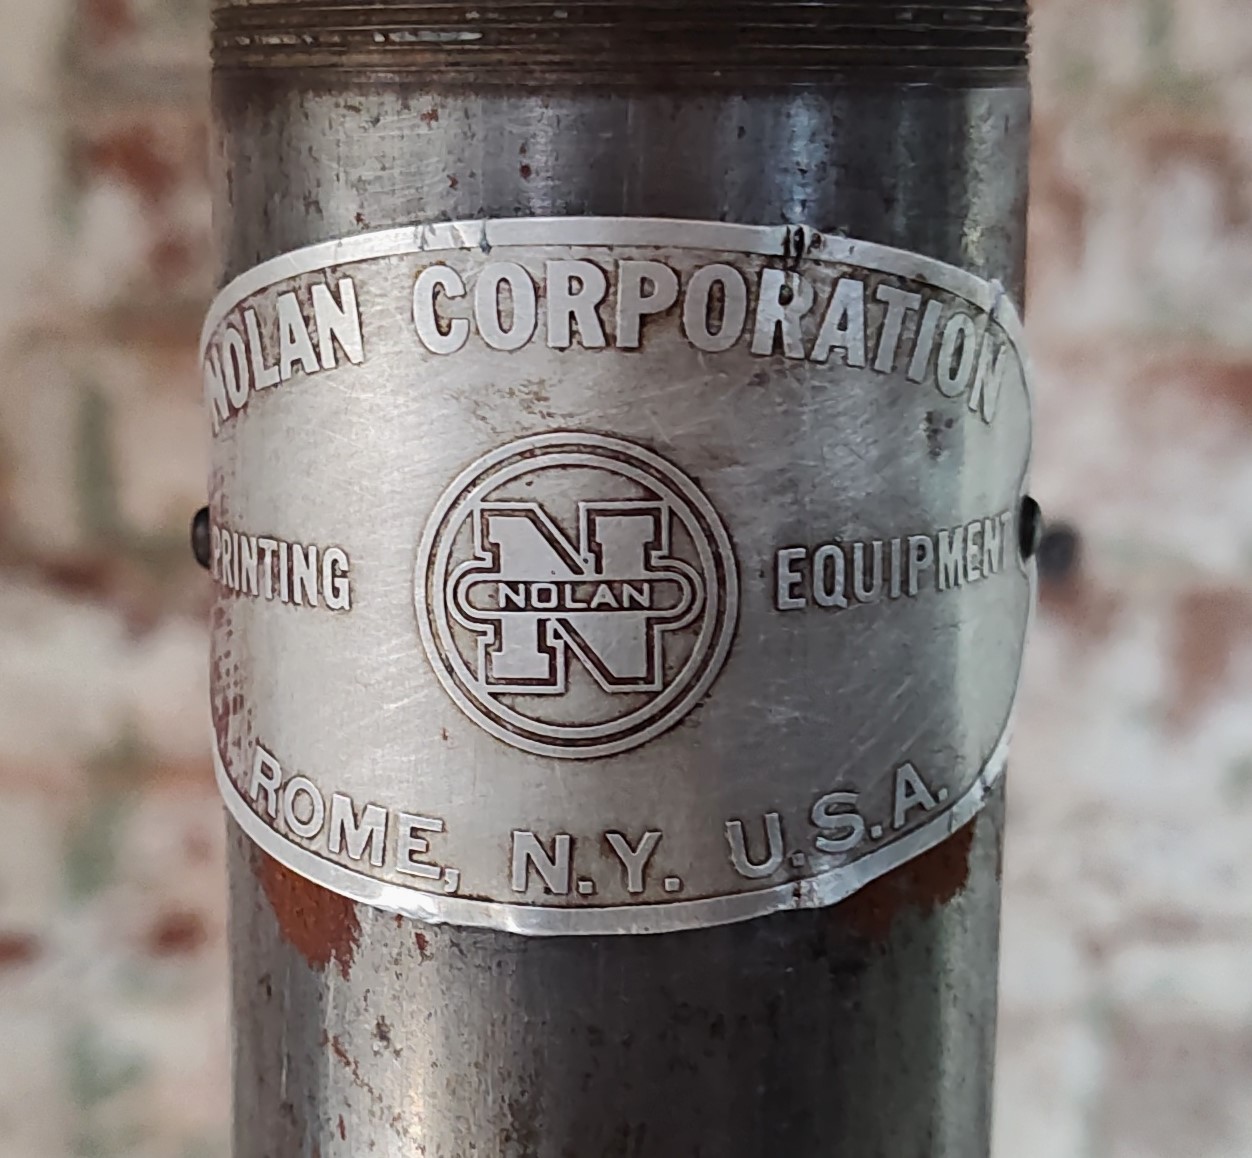 NOLAN CORPORATION
PRINTING NOLAN EQUIPMENT
ROME, N.Y. U.S.A.